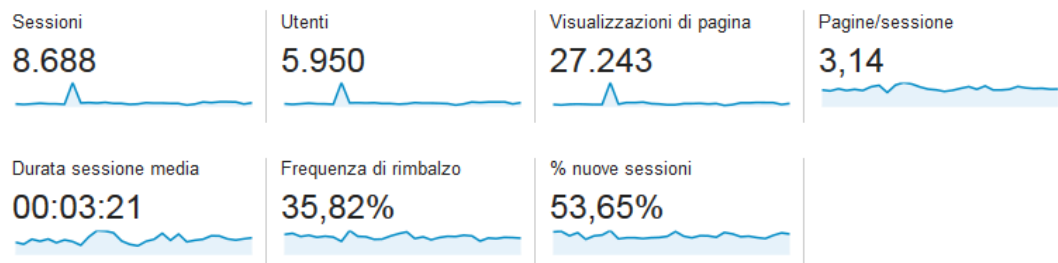 Sessioni
8.688
Utenti
5.950
Visualizzazioni di pagina
27.243
Pagine/sessione
3,14
Durata sessione media
00:03:21
Frequenza di rimbalzo
35,82%
% nuove sessioni
53,65%